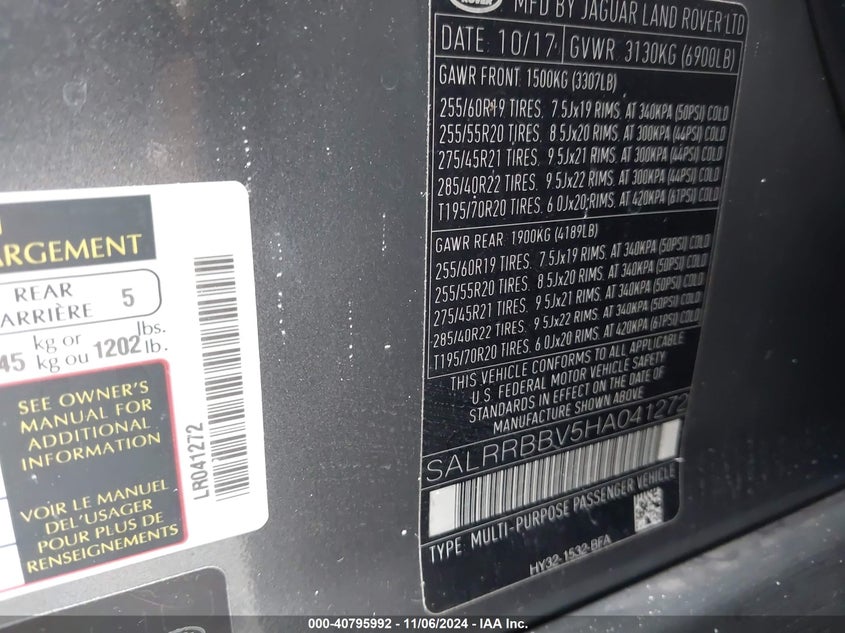 ROVER
MFD BY JAGUAR LAND ROVER LTD
DATE: 10/17 GVWR: 3130KG (6900LB)
GAWR FRONT: 1500KG (3307LB)
255/60R19 TIRES, 7.5Jx19 RIMS, AT 340KPA (50PSI) COLD
255/55R20 TIRES, 8.5Jx20 RIMS, AT 300KPA (44PSI) COLD
275/45R21 TIRES, 9.5Jx21 RIMS, AT 300KPA (44PSI) COLD
285/40R22 TIRES, 9.5Jx22 RIMS, AT 300KPA (44PSI) COLD
T195/70R20 TIRES, 6.0Jx20 RIMS, AT 420KPA (61PSI) COLD
GAWR REAR: 1900KG (4189LB)
255/60R19 TIRES, 7.5Jx19 RIMS, AT 340KPA (50PSI) COLD
255/55R20 TIRES, 8.5Jx20 RIMS, AT 340KPA (50PSI) COLD
275/45R21 TIRES, 9.5Jx21 RIMS, AT 340KPA (50PSI) COLD
285/40R22 TIRES, 9.5Jx22 RIMS, AT 340KPA (50PSI) COLD
T195/70R20 TIRES, 6.0Jx20 RIMS, AT 420KPA (61PSI) COLD
THIS VEHICLE CONFORMS TO ALL APPLICABLE
U.S. FEDERAL MOTOR VEHICLE SAFETY
STANDARDS IN EFFECT ON THE DATE OF
MANUFACTURE SHOWN ABOVE
SALRRBBV5HA041272
TYPE: MULTI-PURPOSE PASSENGER VEHICLE
HY32-1532-BFA
ARGEMENT
REAR 5
ARRIÈRE
45 kg or 1202 lbs.
kg ou lb.
SEE OWNER'S
MANUAL FOR
ADDITIONAL
INFORMATION
VOIR LE MANUEL
DEL'USAGER
POUR PLUS DE
RENSEIGNEMENTS
LR041272
000-40795992 - 11/06/2024 - IAA Inc.